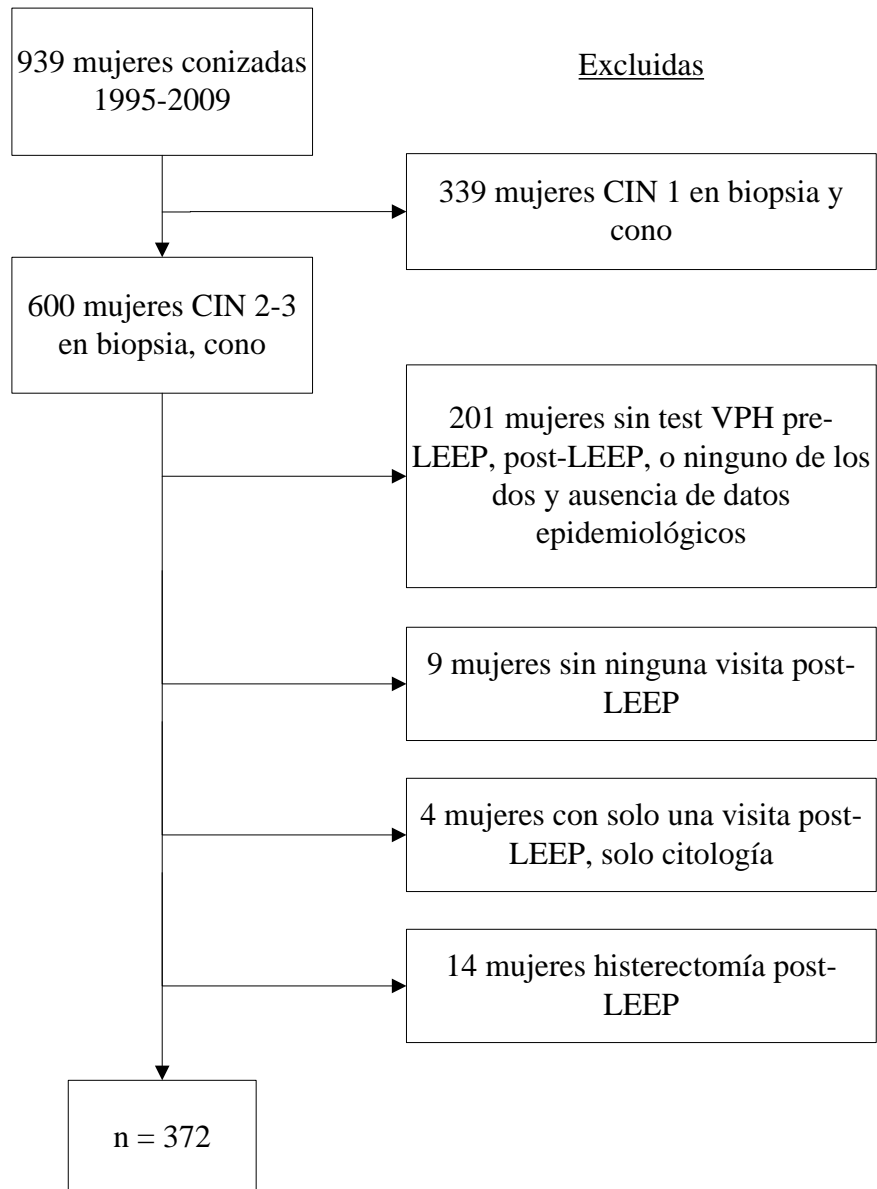 939 mujeres conizadas
1995-2009
Excluidas
339 mujeres CIN 1 en biopsia y
cono
600 mujeres CIN 2-3
en biopsia, cono
201 mujeres sin test VPH pre-
LEEP, post-LEEP, o ninguno de los
dos y ausencia de datos
epidemiológicos
9 mujeres sin ninguna visita post-
LEEP
4 mujeres con solo una visita post-
LEEP, solo citología
14 mujeres histerectomía post-
LEEP
n = 372